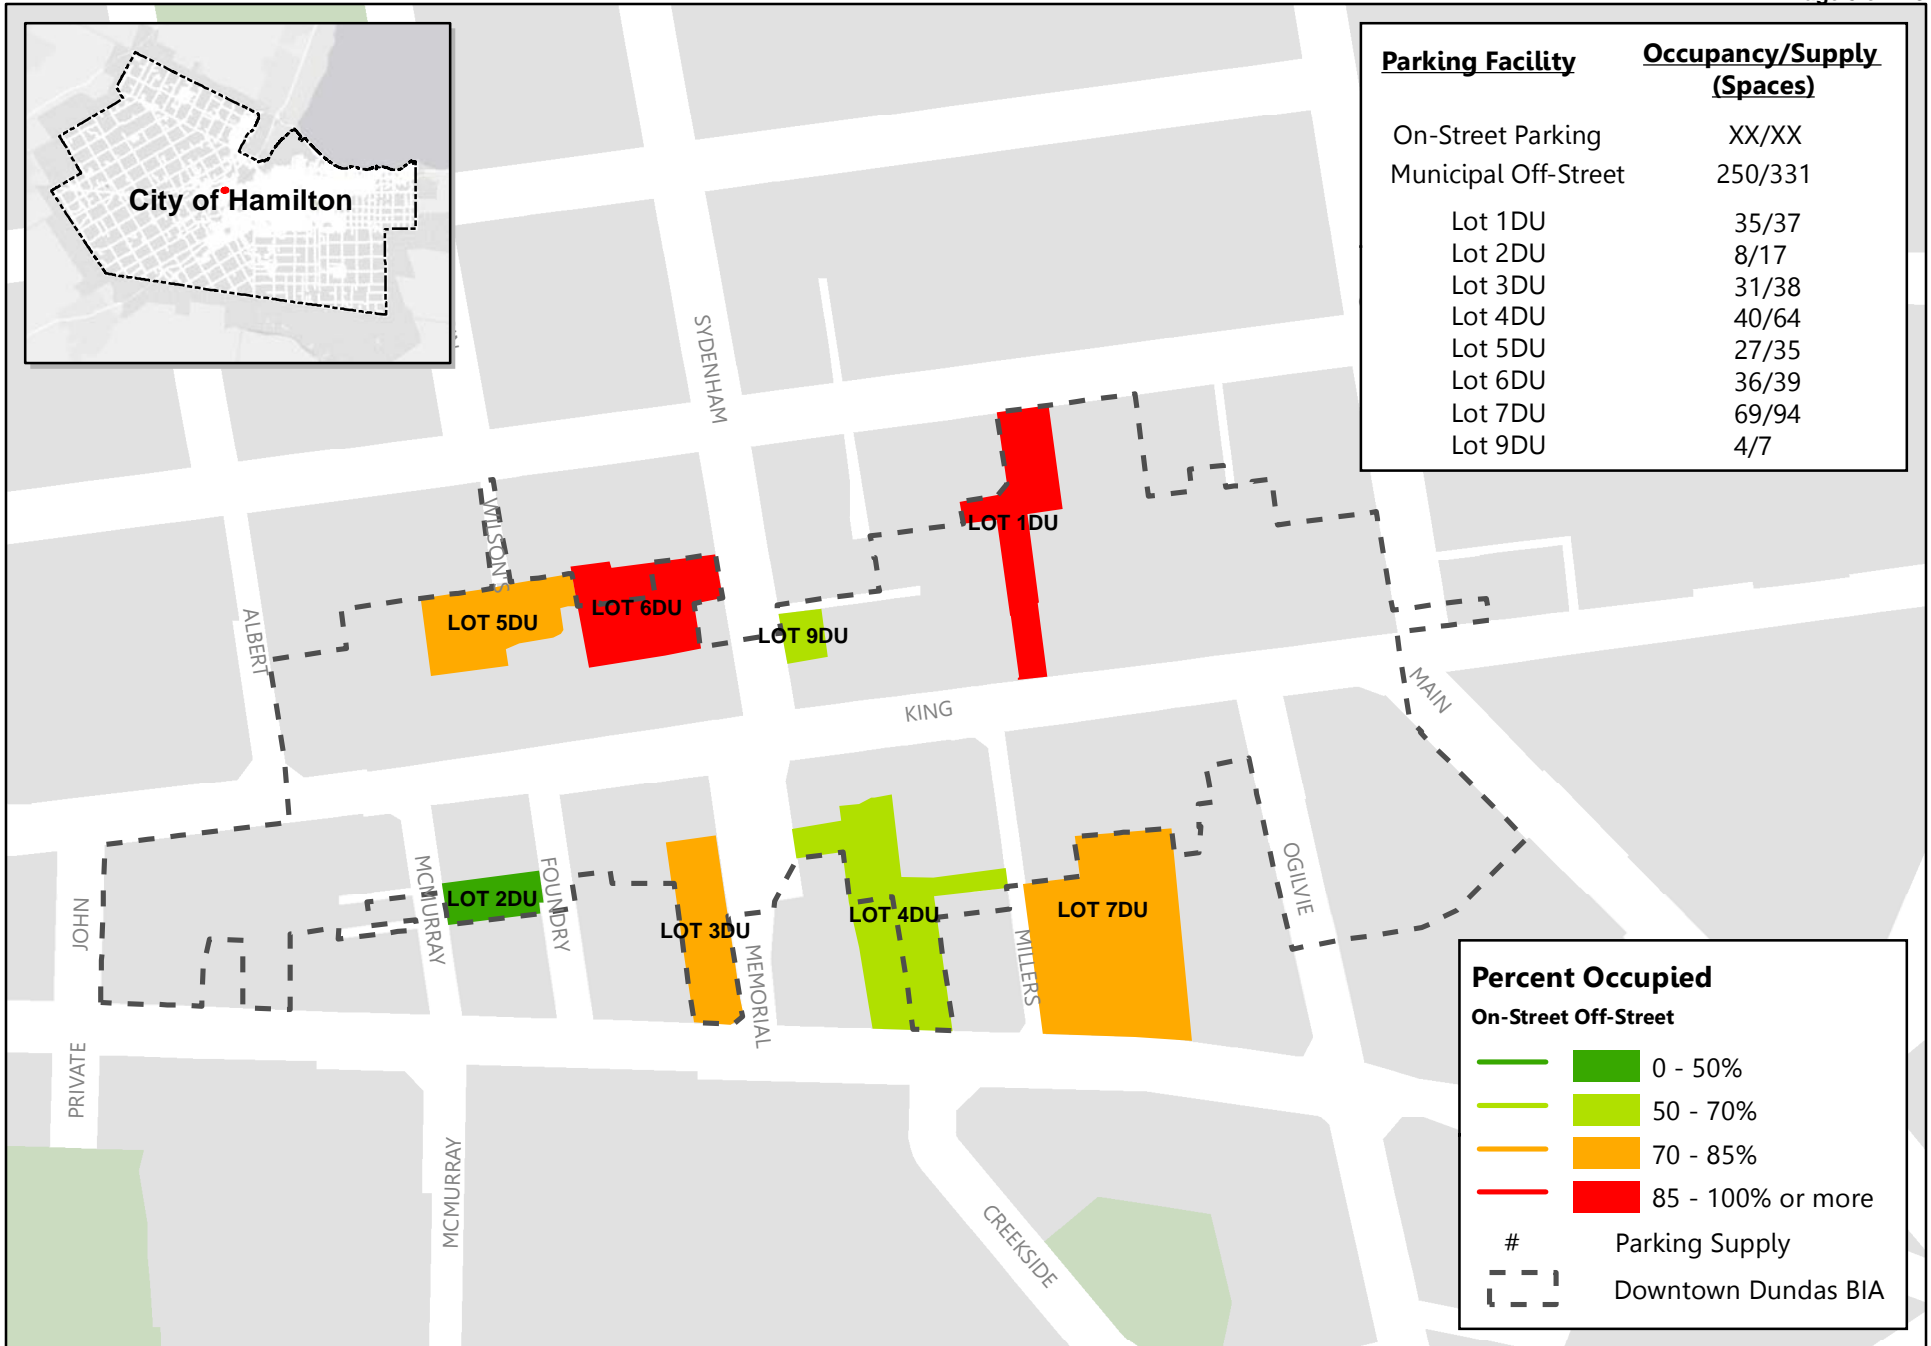 City of Hamilton
Parking Facility Occupancy/Supply
(Spaces)
On-Street Parking XX/XX
Municipal Off-Street 250/331
Lot 1DU 35/37
Lot 2DU 8/17
Lot 3DU 31/38
Lot 4DU 40/64
Lot 5DU 27/35
Lot 6DU 36/39
Lot 7DU 69/94
Lot 9DU 4/7
SYDENHAM
WILSON'S
LOT 1DU
ALBERT
LOT 5DU
LOT 6DU
LOT 9DU
KING
MAIN
MCMURRAY
LOT 2DU
FOUNDRY
LOT 3DU
MEMORIAL
LOT 4DU
MILLERS
LOT 7DU
OGILVIE
JOHN
PRIVATE
MCMURRAY
CREEKSIDE
Percent Occupied
On-Street Off-Street
0 - 50%
50 - 70%
70 - 85%
85 - 100% or more
# Parking Supply
Downtown Dundas BIA